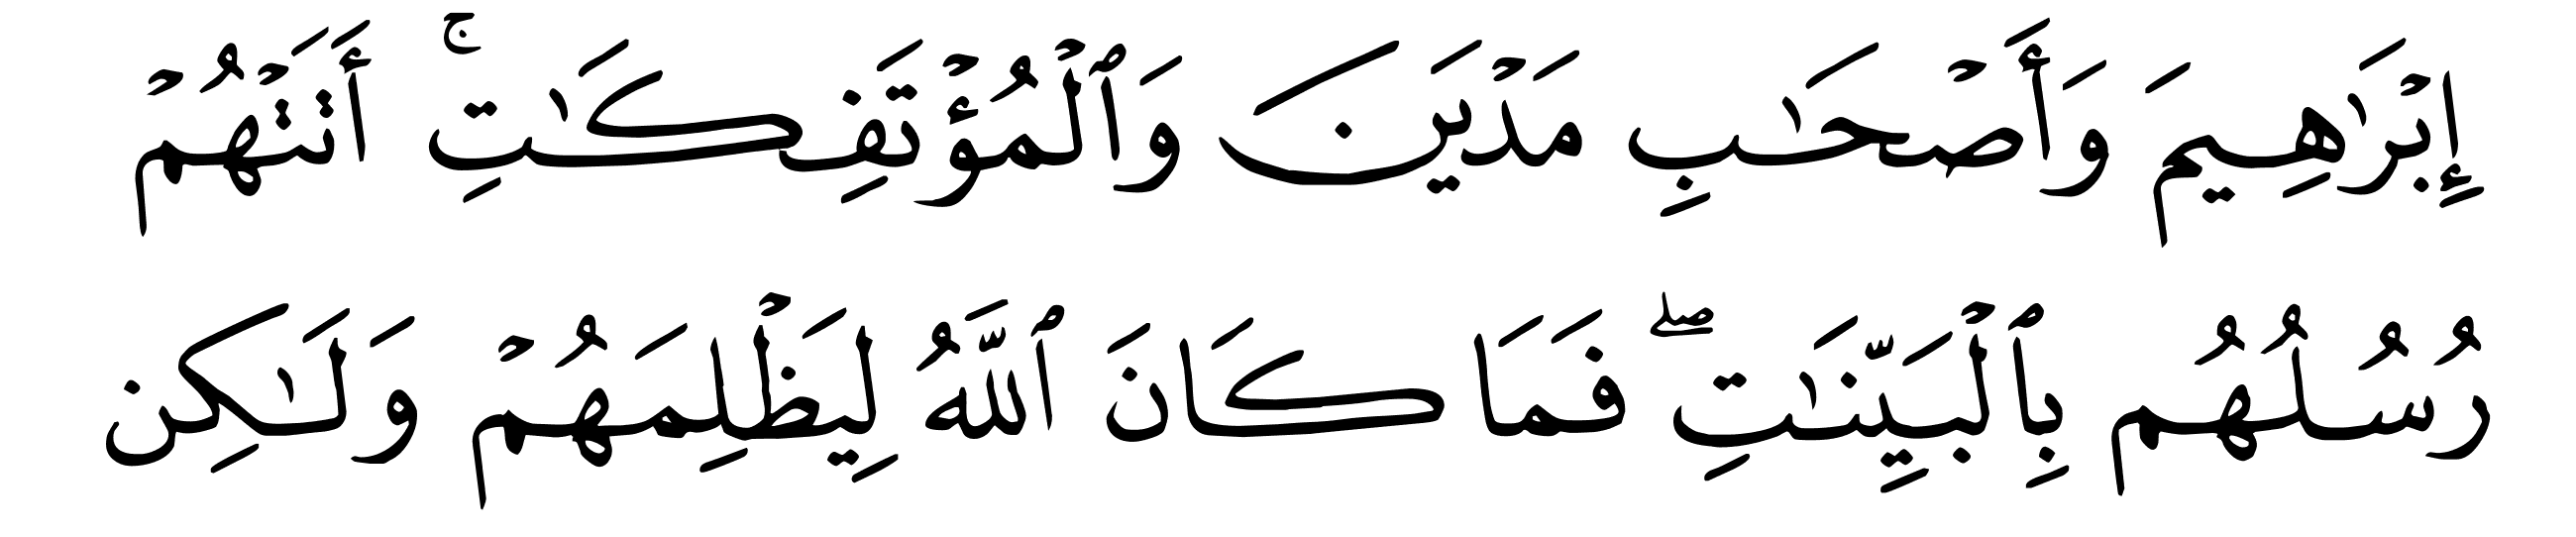 إِبۡرَٰهِيمَ وَأَصۡحَٰبِ مَدۡيَنَ وَٱلۡمُؤۡتَفِكَٰتِۚ أَتَتۡهُمۡ
رُسُلُهُم بِٱلۡبَيِّنَٰتِۖ فَمَا كَانَ ٱللَّهُ لِيَظۡلِمَهُمۡ وَلَٰكِن